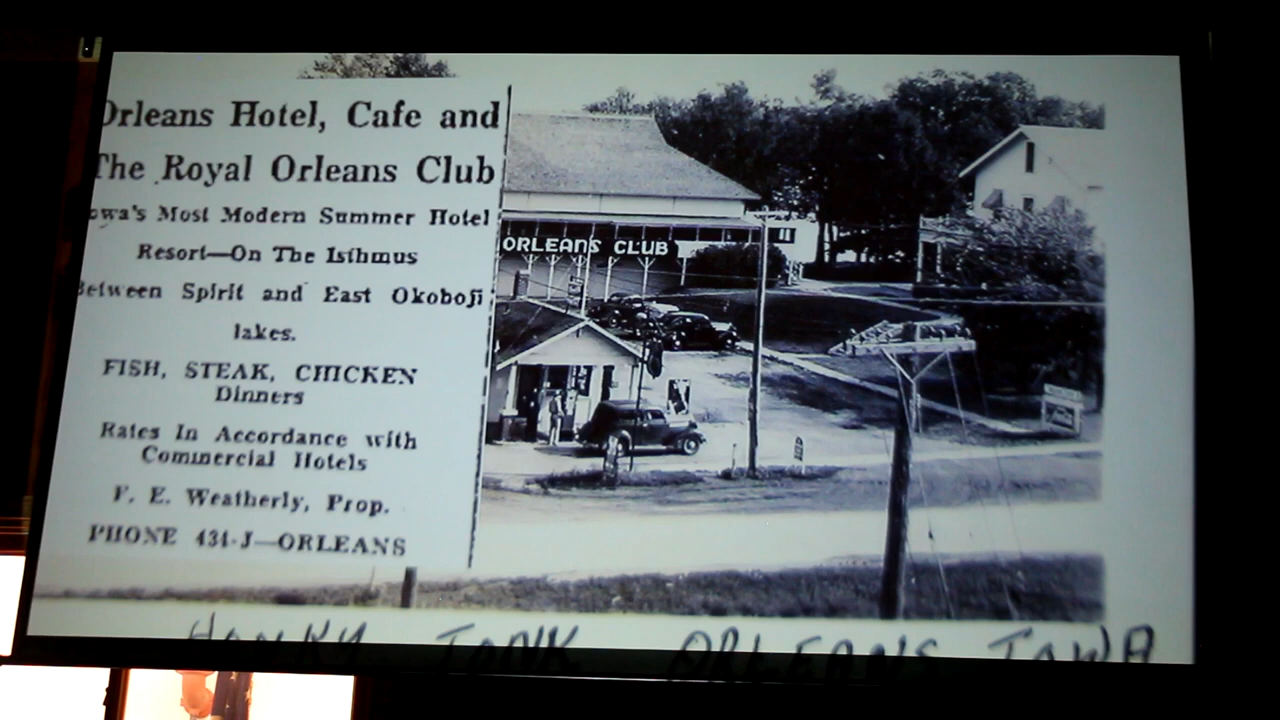 Orleans Hotel, Cafe and
The Royal Orleans Club
owa's Most Modern Summer Hotel
Resort—On The Isthmus
Between Spirit and East Okoboji
lakes.
FISH, STEAK, CHICKEN
Dinners
Rates In Accordance with
Commercial Hotels
F. E. Weatherly, Prop.
PHONE 434-J—ORLEANS
ORLEANS CLUB
HONKY TONK ORLEANS IOWA